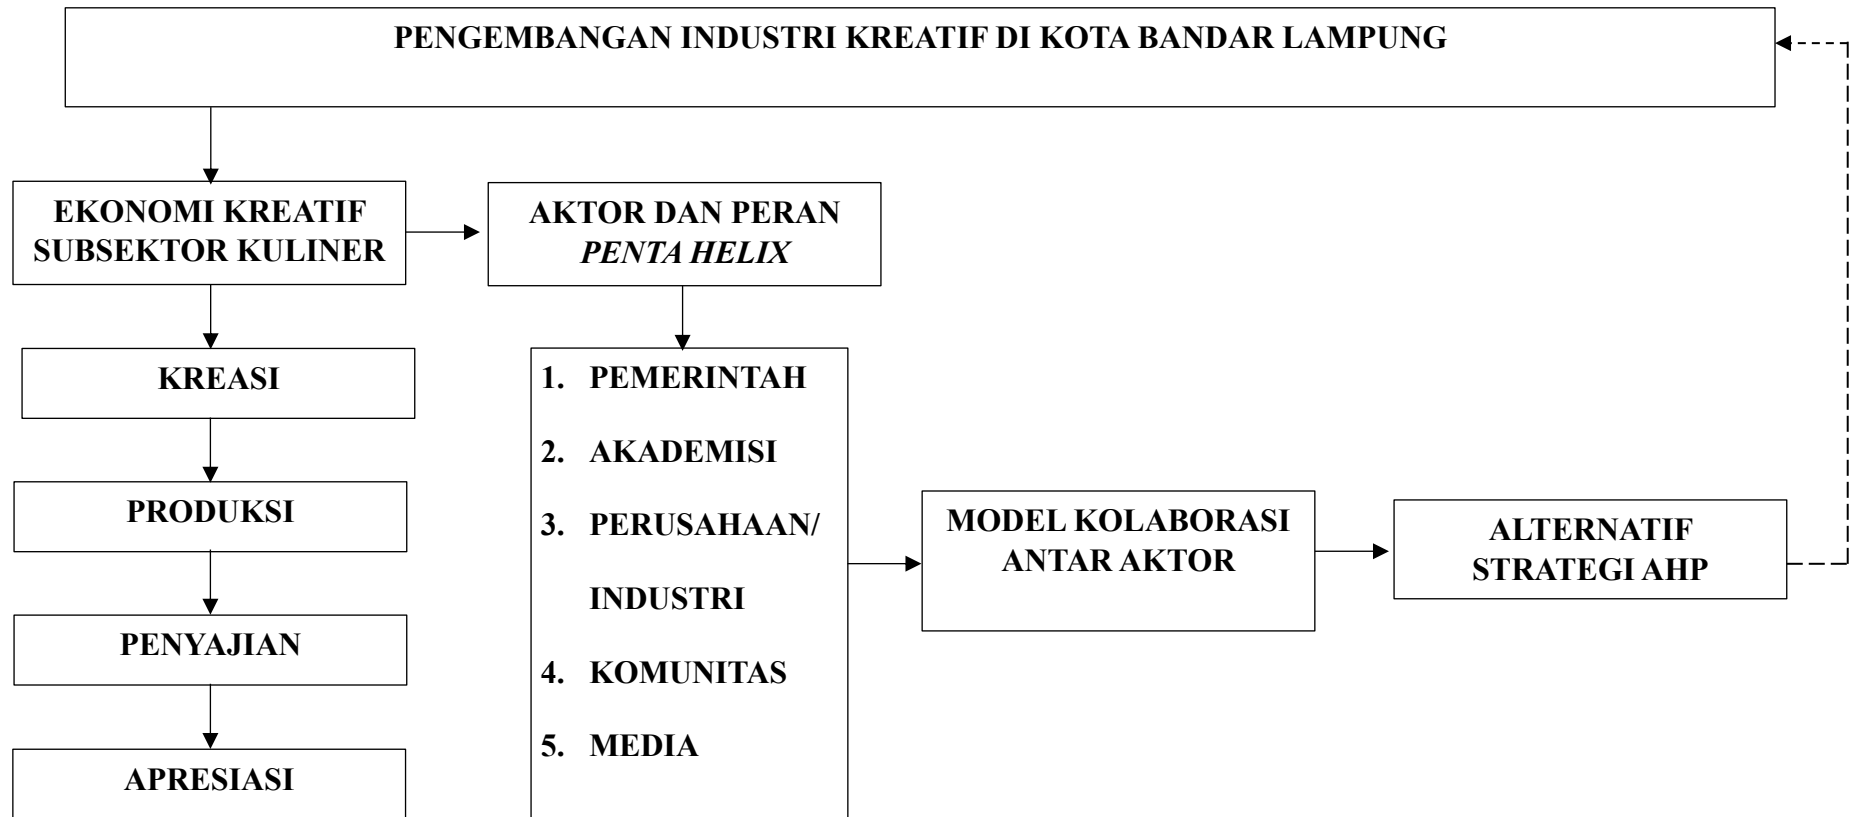 PENGEMBANGAN INDUSTRI KREATIF DI KOTA BANDAR LAMPUNG
EKONOMI KREATIF
SUBSEKTOR KULINER
AKTOR DAN PERAN
PENTA HELIX
KREASI
PRODUKSI
PENYAJIAN
APRESIASI
1. PEMERINTAH
2. AKADEMISI
3. PERUSAHAAN/
INDUSTRI
4. KOMUNITAS
5. MEDIA
MODEL KOLABORASI
ANTAR AKTOR
ALTERNATIF
STRATEGI AHP